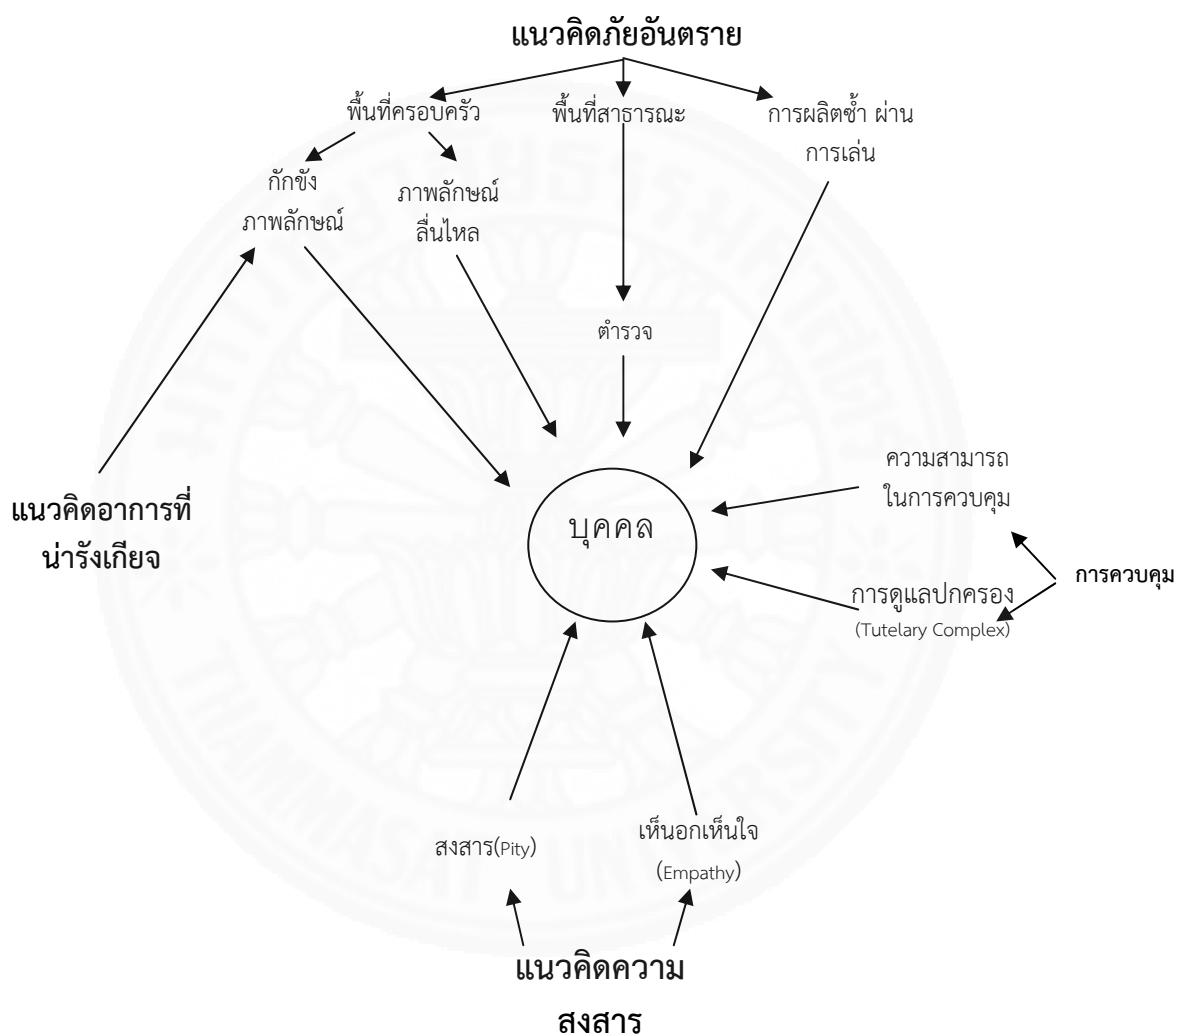 แนวคิดภัยอันตราย
พื้นที่ครอบครัว
พื้นที่สาธารณะ
การผลิตซ้ำ ผ่าน
การเล่น
กักขัง
ภาพลักษณ์
ภาพลักษณ์
ลื่นไหล
ตำรวจ
ความสามารถ
ในการควบคุม
แนวคิดอาการที่
น่ารังเกียจ
บุคคล
การควบคุม
การดูแลปกครอง
(Tutelary Complex)
สงสาร(Pity)
เห็นอกเห็นใจ
(Empathy)
แนวคิดความ
สงสาร
THAMMASAT UNIVERSITY